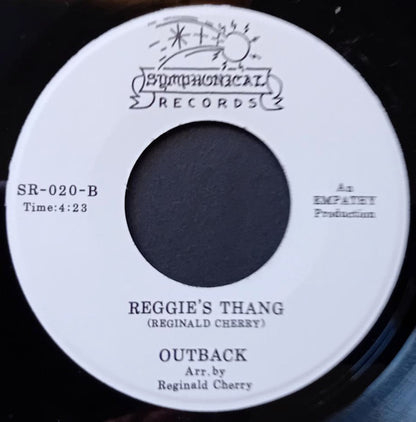 SYMPHONICAL
RECORDS
SR-020-B
Time:4:23
An
EMPATHY
Production
REGGIE'S THANG
(REGINALD CHERRY)
OUTBACK
Arr. by
Reginald Cherry